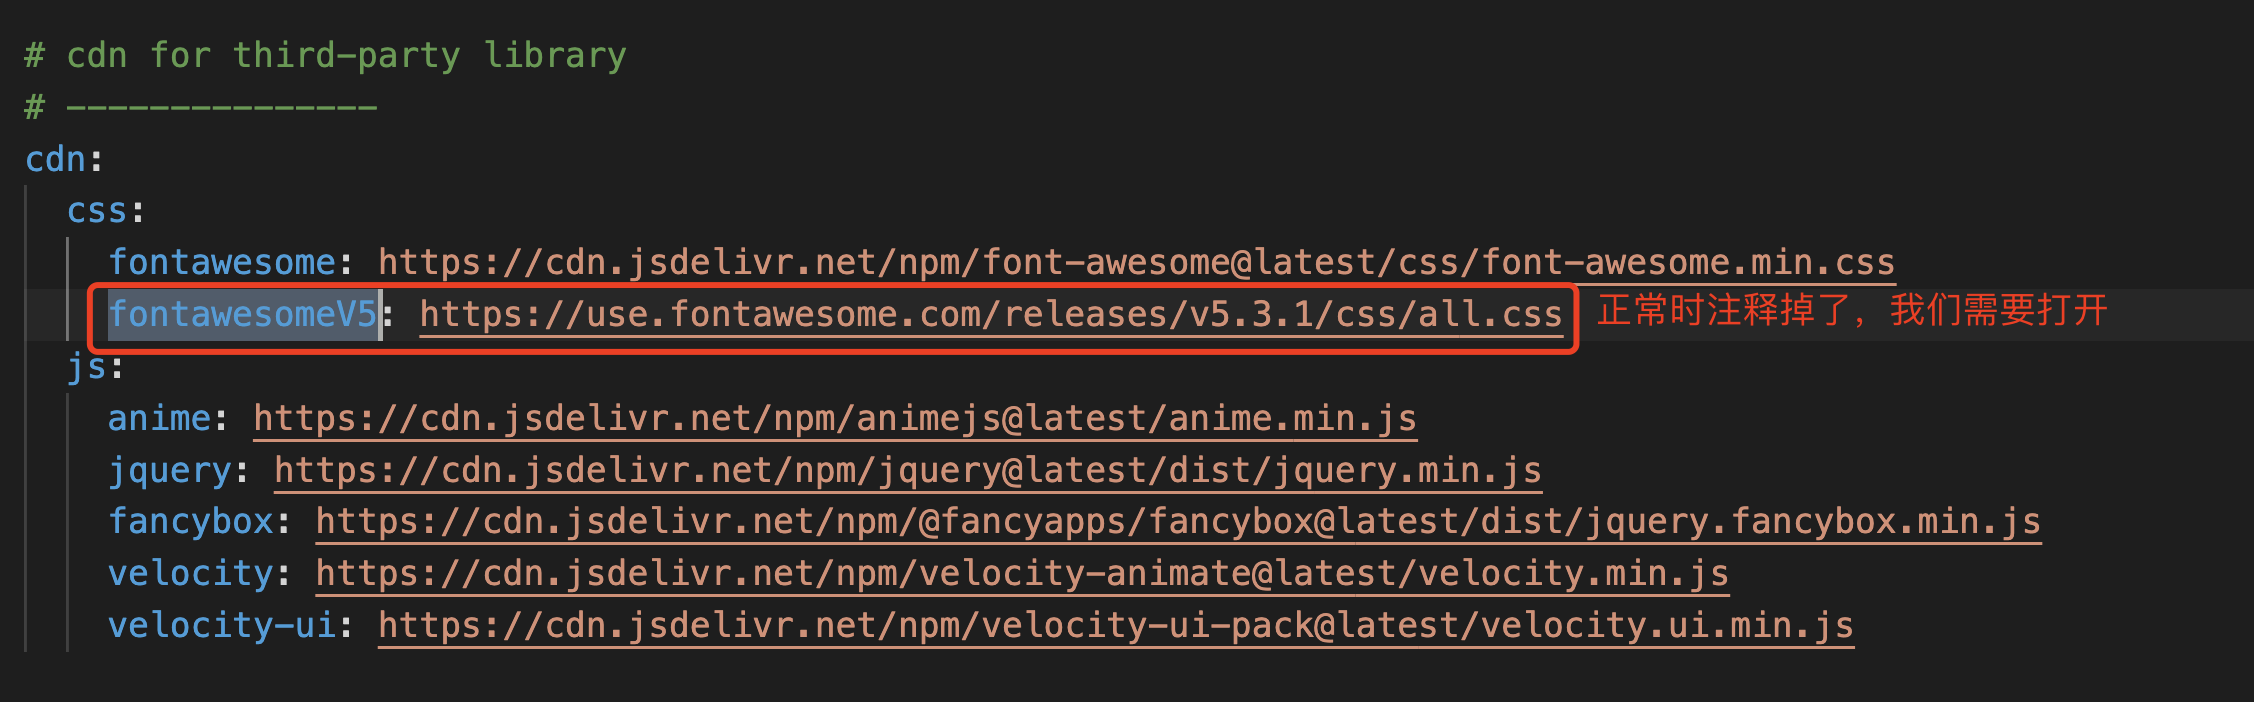 # cdn for third-party library
# ---------------
cdn:
css:
fontawesome: https://cdn.jsdelivr.net/npm/font-awesome@latest/css/font-awesome.min.css
fontawesomeV5: https://use.fontawesome.com/releases/v5.3.1/css/all.css 正常时注释掉了，我们需要打开
js:
anime: https://cdn.jsdelivr.net/npm/animejs@latest/anime.min.js
jquery: https://cdn.jsdelivr.net/npm/jquery@latest/dist/jquery.min.js
fancybox: https://cdn.jsdelivr.net/npm/@fancyapps/fancybox@latest/dist/jquery.fancybox.min.js
velocity: https://cdn.jsdelivr.net/npm/velocity-animate@latest/velocity.min.js
velocity-ui: https://cdn.jsdelivr.net/npm/velocity-ui-pack@latest/velocity.ui.min.js